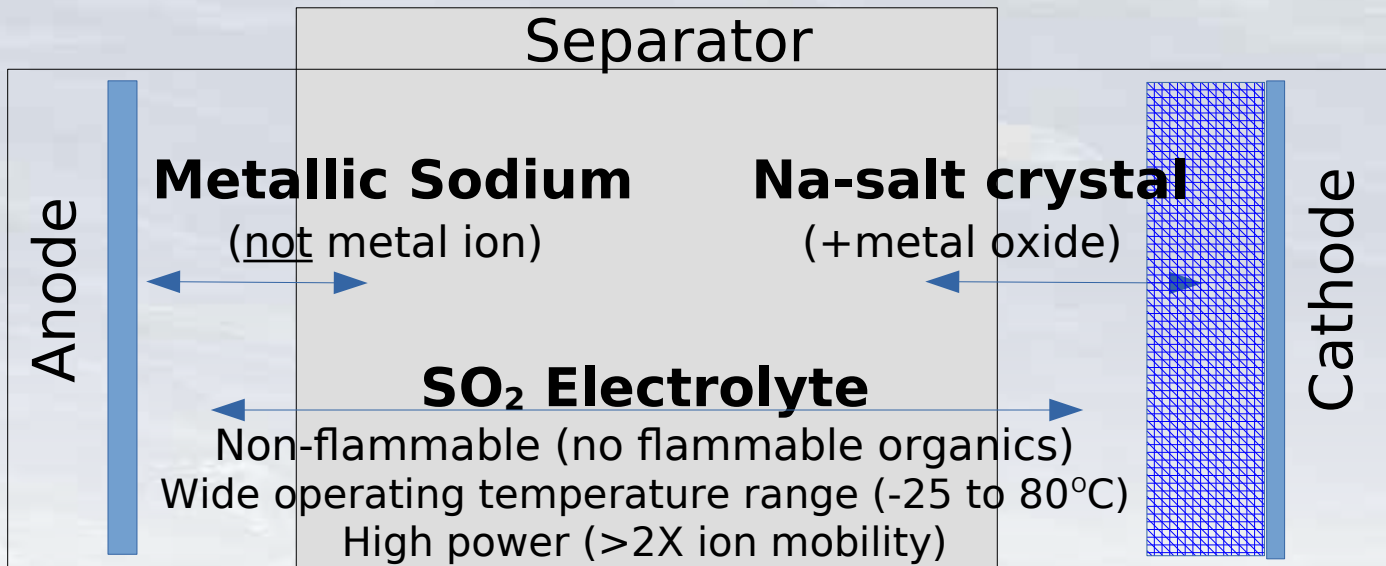 Separator
Anode
Metallic Sodium
(not metal ion)
Na-salt crystal
(+metal oxide)
Cathode
SO₂ Electrolyte
Non-flammable (no flammable organics)
Wide operating temperature range (-25 to 80°C)
High power (>2X ion mobility)